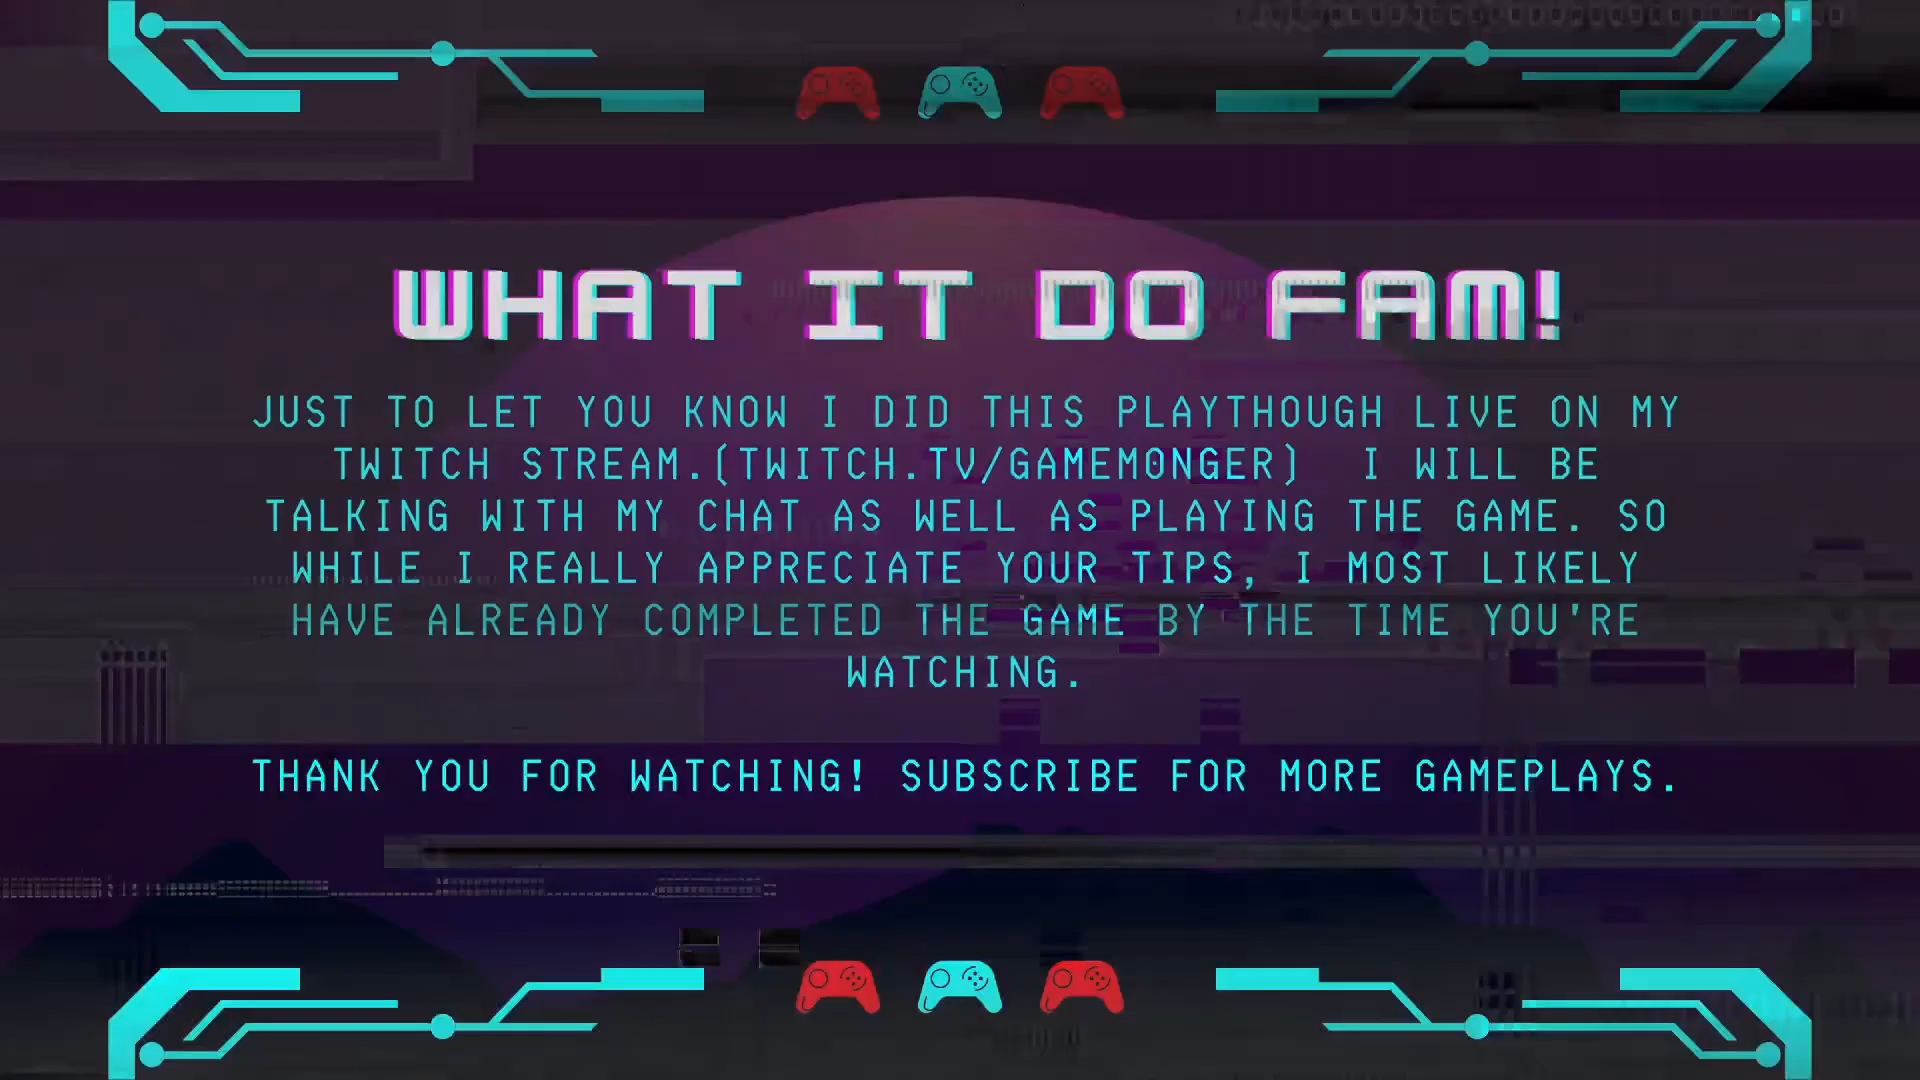 WHAT IT DO FAM!
JUST TO LET YOU KNOW I DID THIS PLAYTHOUGH LIVE ON MY
TWITCH STREAM.(TWITCH.TV/GAMEM0NGER)  I WILL BE
TALKING WITH MY CHAT AS WELL AS PLAYING THE GAME. SO
WHILE I REALLY APPRECIATE YOUR TIPS, I MOST LIKELY
HAVE ALREADY COMPLETED THE GAME BY THE TIME YOU'RE
WATCHING.
THANK YOU FOR WATCHING! SUBSCRIBE FOR MORE GAMEPLAYS.